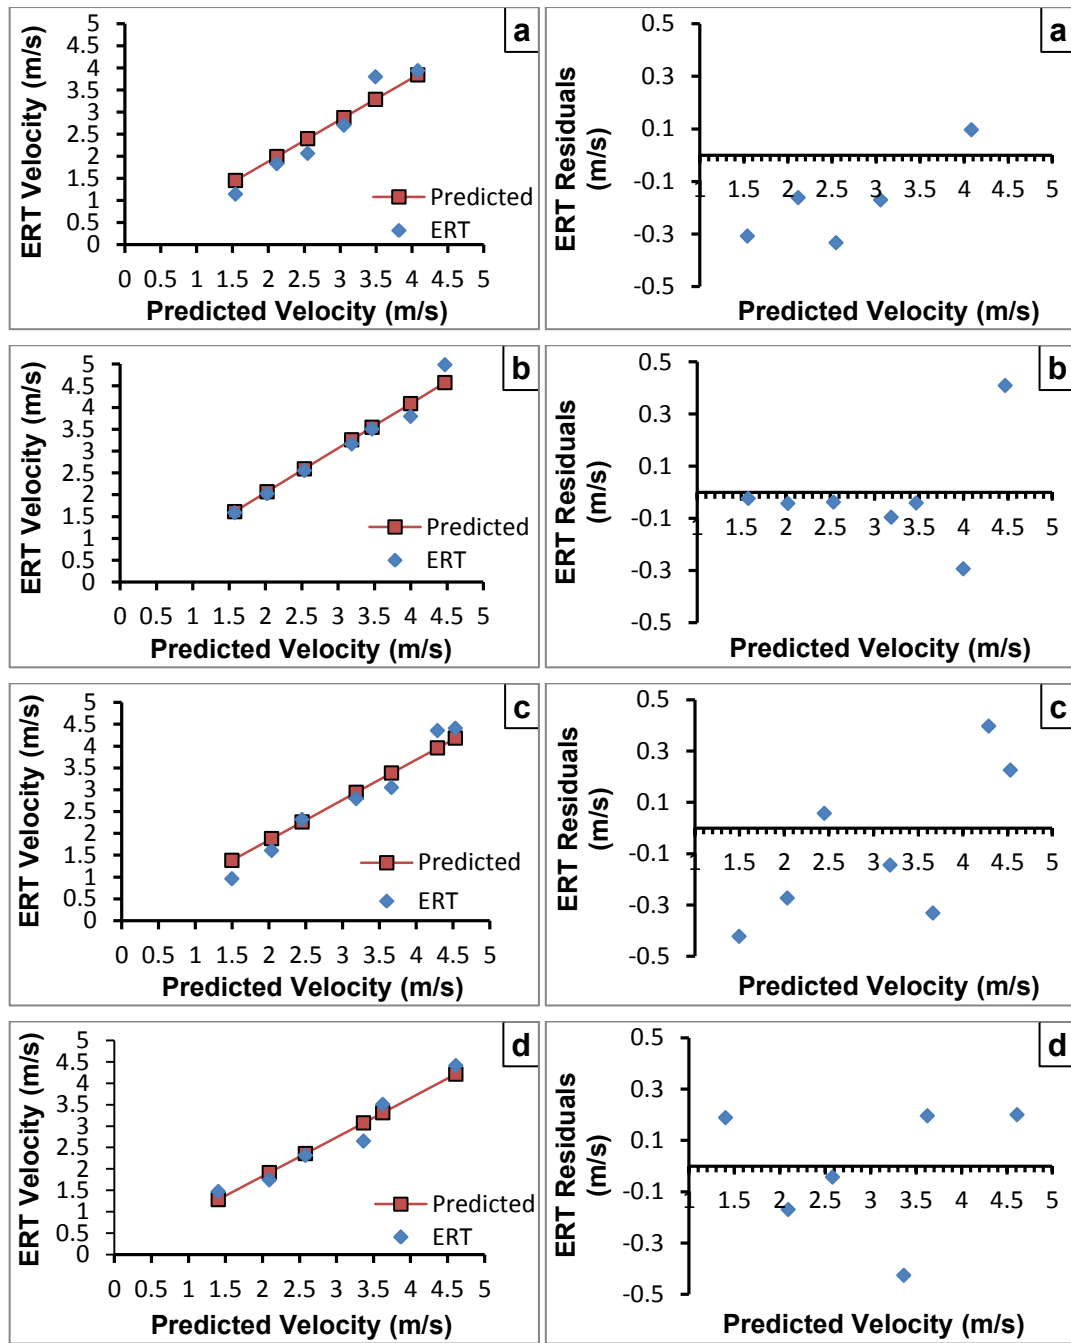 a
ERT Velocity (m/s)
5
4.5
4
3.5
3
2.5
2
1.5
1
0.5
0
Predicted
ERT
0 0.5 1 1.5 2 2.5 3 3.5 4 4.5 5
Predicted Velocity (m/s)
a
ERT Residuals
(m/s)
0.5
0.3
0.1
-0.1
-0.3
-0.5
1 1.5 2 2.5 3 3.5 4 4.5 5
Predicted Velocity (m/s)
b
ERT Velocity (m/s)
5
4.5
4
3.5
3
2.5
2
1.5
1
0.5
0
Predicted
ERT
0 0.5 1 1.5 2 2.5 3 3.5 4 4.5 5
Predicted Velocity (m/s)
b
ERT Residuals
(m/s)
0.5
0.3
0.1
-0.1
-0.3
-0.5
1 1.5 2 2.5 3 3.5 4 4.5 5
Predicted Velocity (m/s)
c
ERT Velocity (m/s)
5
4.5
4
3.5
3
2.5
2
1.5
1
0.5
0
Predicted
ERT
0 0.5 1 1.5 2 2.5 3 3.5 4 4.5 5
Predicted Velocity (m/s)
c
ERT Residuals
(m/s)
0.5
0.3
0.1
-0.1
-0.3
-0.5
1 1.5 2 2.5 3 3.5 4 4.5 5
Predicted Velocity (m/s)
d
ERT Velocity (m/s)
5
4.5
4
3.5
3
2.5
2
1.5
1
0.5
0
Predicted
ERT
0 0.5 1 1.5 2 2.5 3 3.5 4 4.5 5
Predicted Velocity (m/s)
d
ERT Residuals
(m/s)
0.5
0.3
0.1
-0.1
-0.3
-0.5
1 1.5 2 2.5 3 3.5 4 4.5 5
Predicted Velocity (m/s)